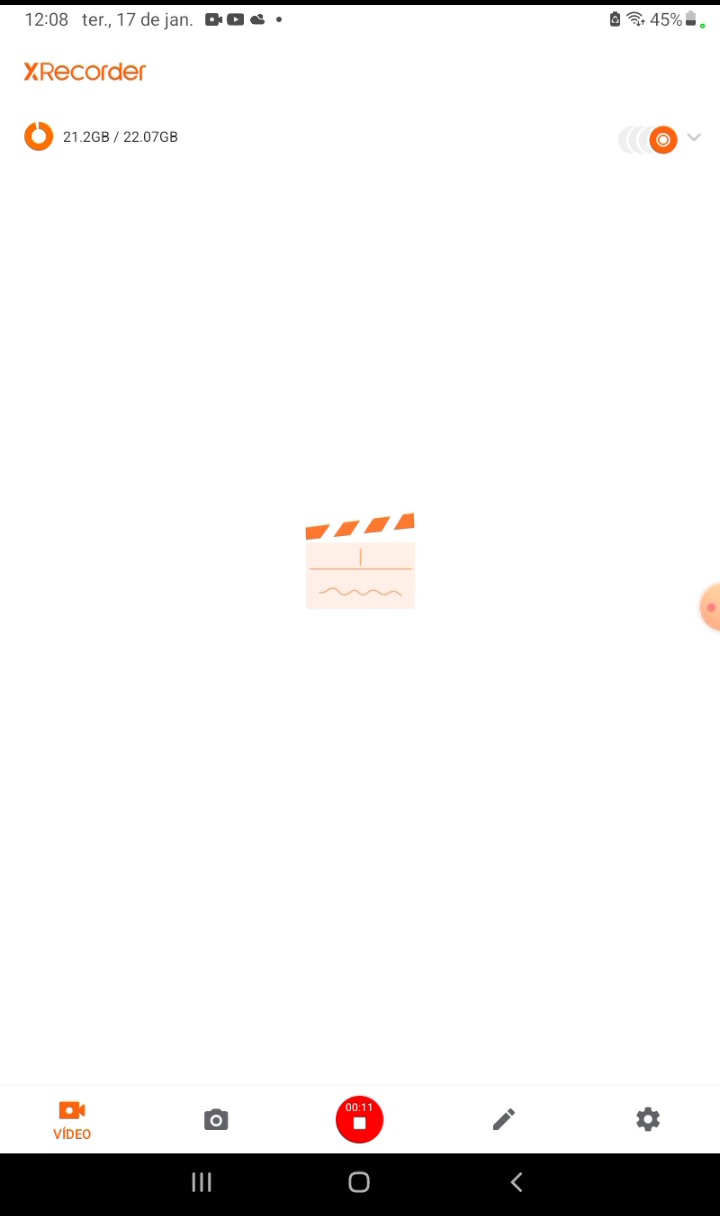 12:08 ter., 17 de jan.
45%
XRecorder
21.2GB / 22.07GB
00:11
VÍDEO